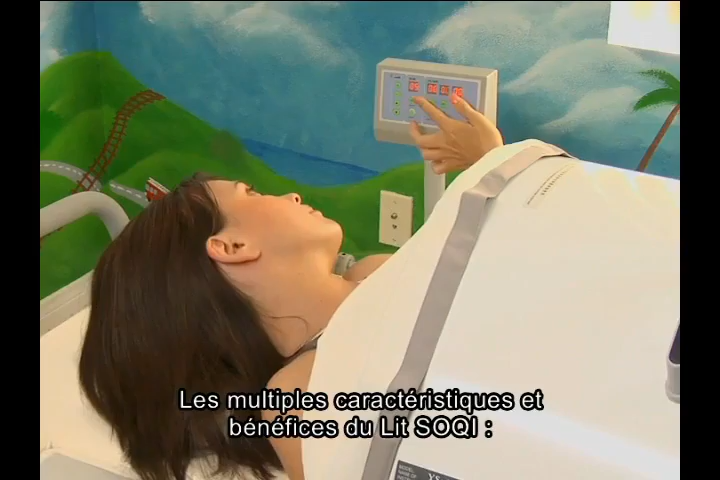 Les multiples caractéristiques et
bénéfices du Lit SOQI :